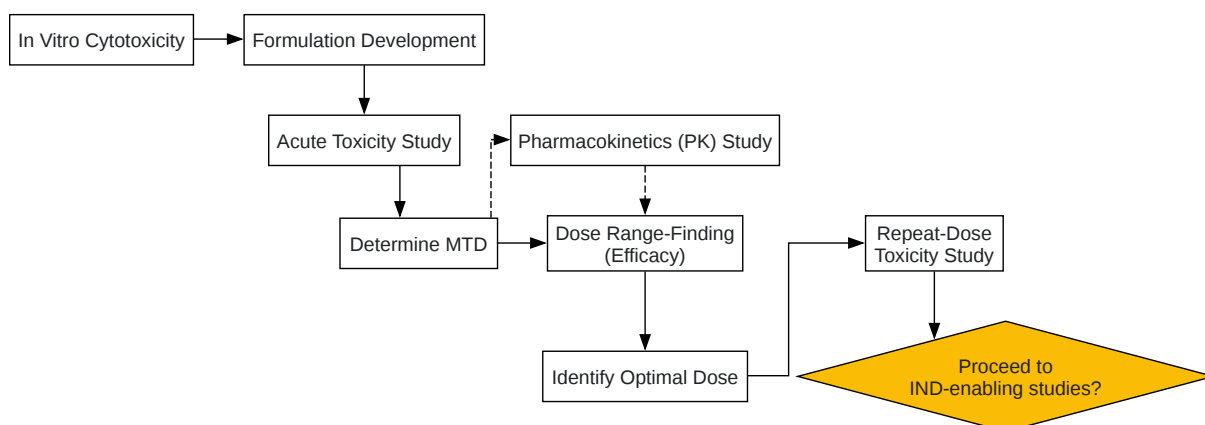 In Vitro Cytotoxicity
Formulation Development
Acute Toxicity Study
Pharmacokinetics (PK) Study
Determine MTD
Dose Range-Finding
(Efficacy)
Repeat-Dose
Toxicity Study
Identify Optimal Dose
Proceed to
IND-enabling studies?